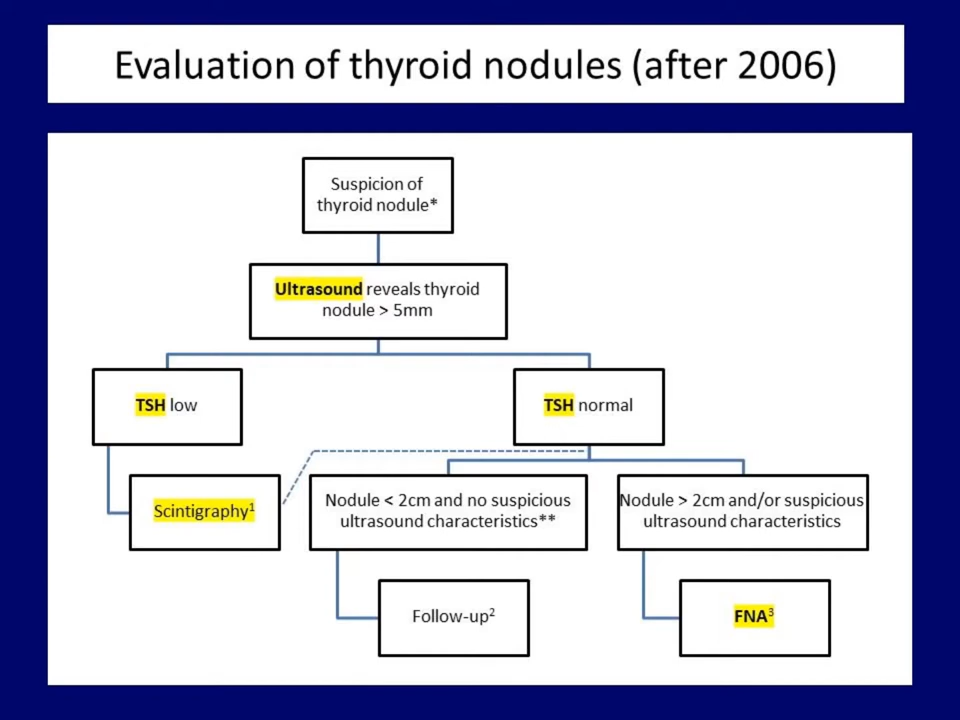 Evaluation of thyroid nodules (after 2006)
Suspicion of
thyroid nodule*
Ultrasound reveals thyroid
nodule > 5mm
TSH low
TSH normal
Scintigraphy¹
Nodule < 2cm and no suspicious
ultrasound characteristics**
Nodule > 2cm and/or suspicious
ultrasound characteristics
Follow-up²
FNA³